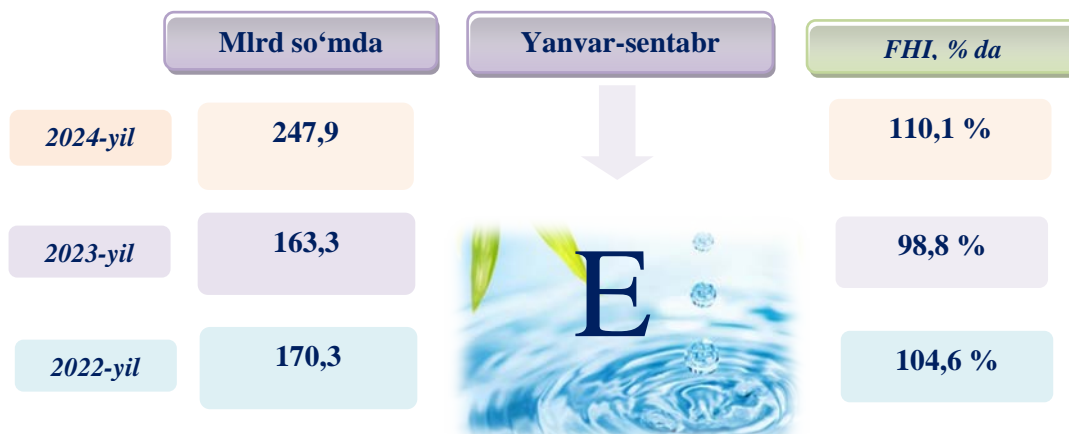 Mlrd so‘mda
Yanvar-sentabr
FHI, % da
2024-yil
247,9
110,1 %
2023-yil
163,3
E
98,8 %
2022-yil
170,3
104,6 %